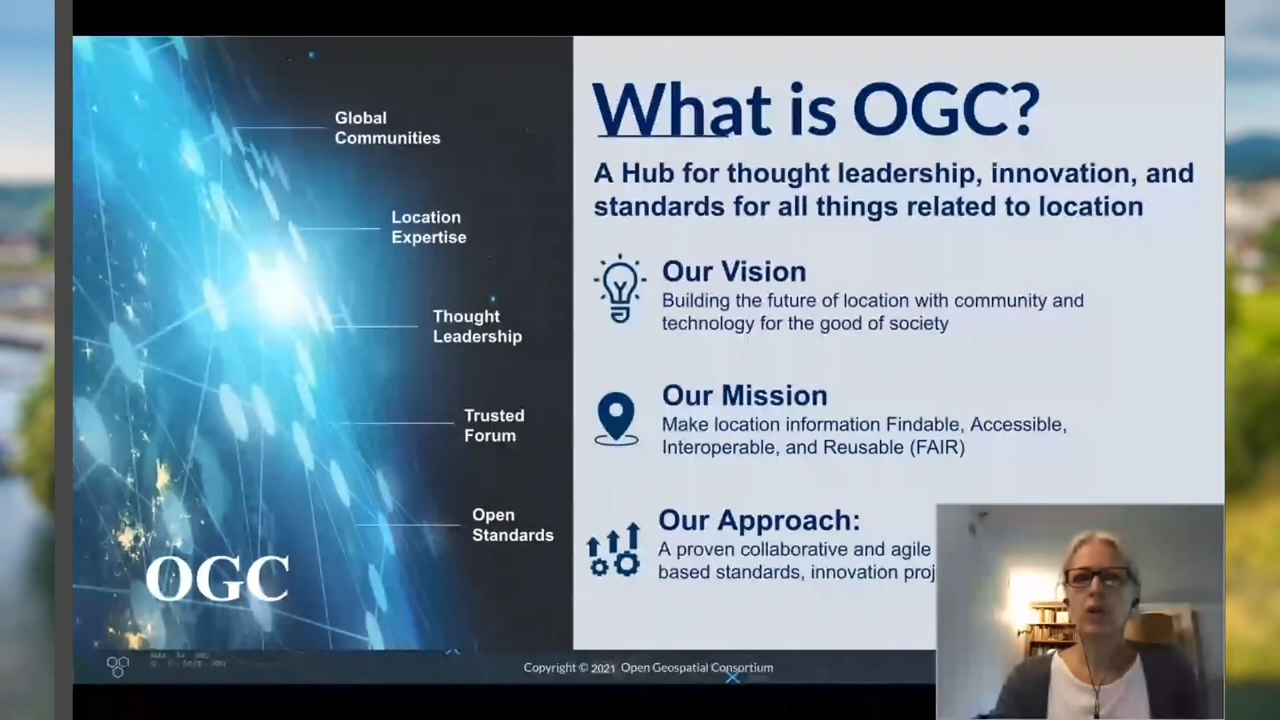 Global
Communities
Location
Expertise
Thought
Leadership
Trusted
Forum
Open
Standards
OGC
What is OGC?
A Hub for thought leadership, innovation, and
standards for all things related to location
Our Vision
Building the future of location with community and
technology for the good of society
Our Mission
Make location information Findable, Accessible,
Interoperable, and Reusable (FAIR)
Our Approach:
A proven collaborative and agile
based standards, innovation
Copyright © 2021 Open Geospatial Consortium